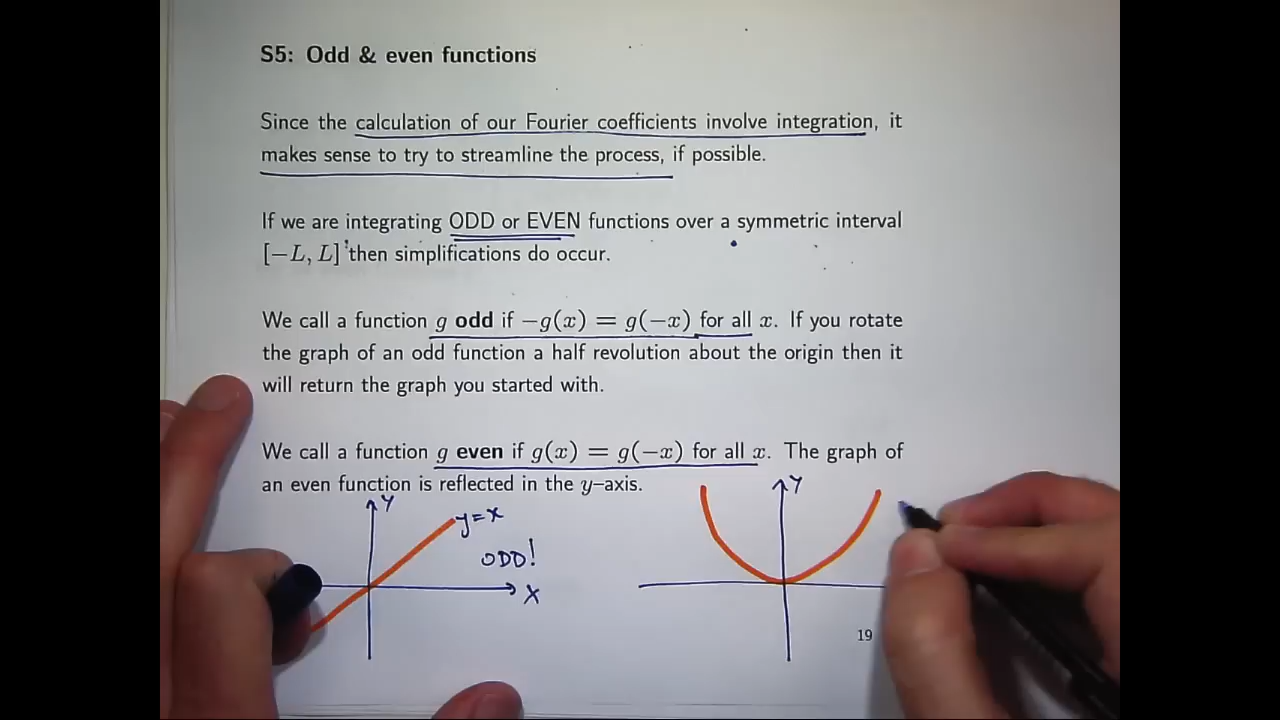 S5: Odd & even functions
Since the calculation of our Fourier coefficients involve integration, it
makes sense to try to streamline the process, if possible.
If we are integrating ODD or EVEN functions over a symmetric interval
[−L, L] then simplifications do occur.
We call a function g odd if −g(x) = g(−x) for all x. If you rotate
the graph of an odd function a half revolution about the origin then it
will return the graph you started with.
We call a function g even if g(x) = g(−x) for all x. The graph of
an even function is reflected in the y–axis.
Y
y=x
ODD!
X
Y
19